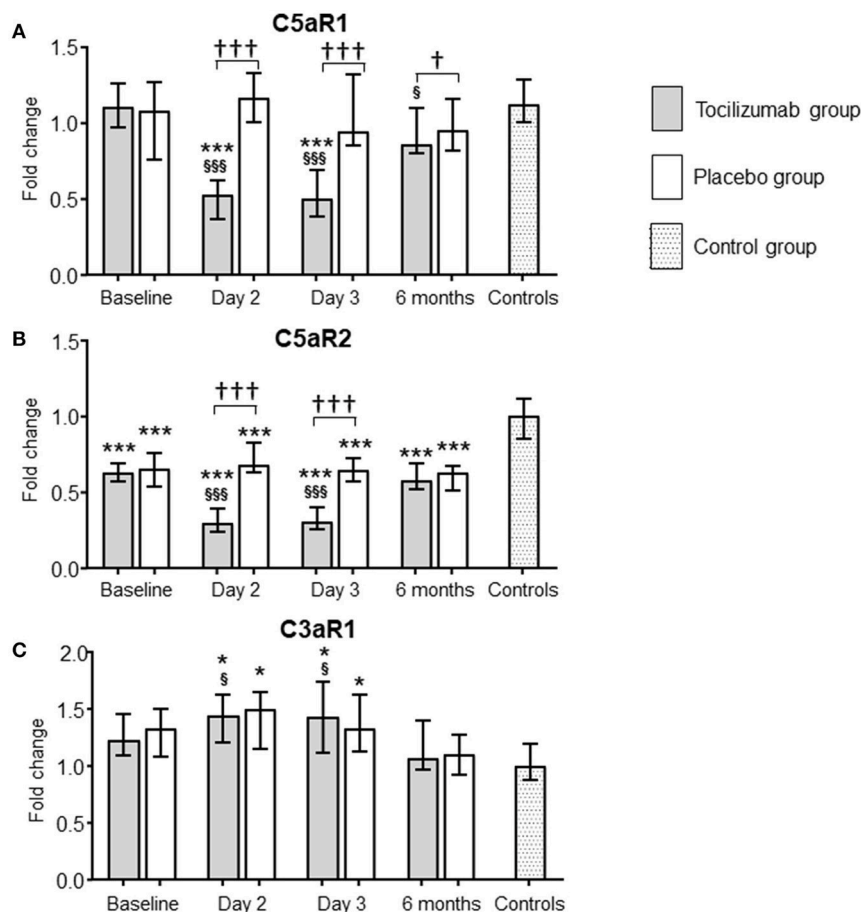 A
C5aR1
Fold change
1.5
1.0
0.5
0.0
†††
†††
†
***
§§§
***
§§§
§
Baseline
Day 2
Day 3
6 months
Controls
Tocilizumab group
Placebo group
Control group
B
C5aR2
Fold change
1.5
1.0
0.5
0.0
†††
†††
***
***
***
§§§
***
***
§§§
***
***
***
Baseline
Day 2
Day 3
6 months
Controls
C
C3aR1
Fold change
2.0
1.5
1.0
0.5
0.0
*
§
*
*
§
*
Baseline
Day 2
Day 3
6 months
Controls